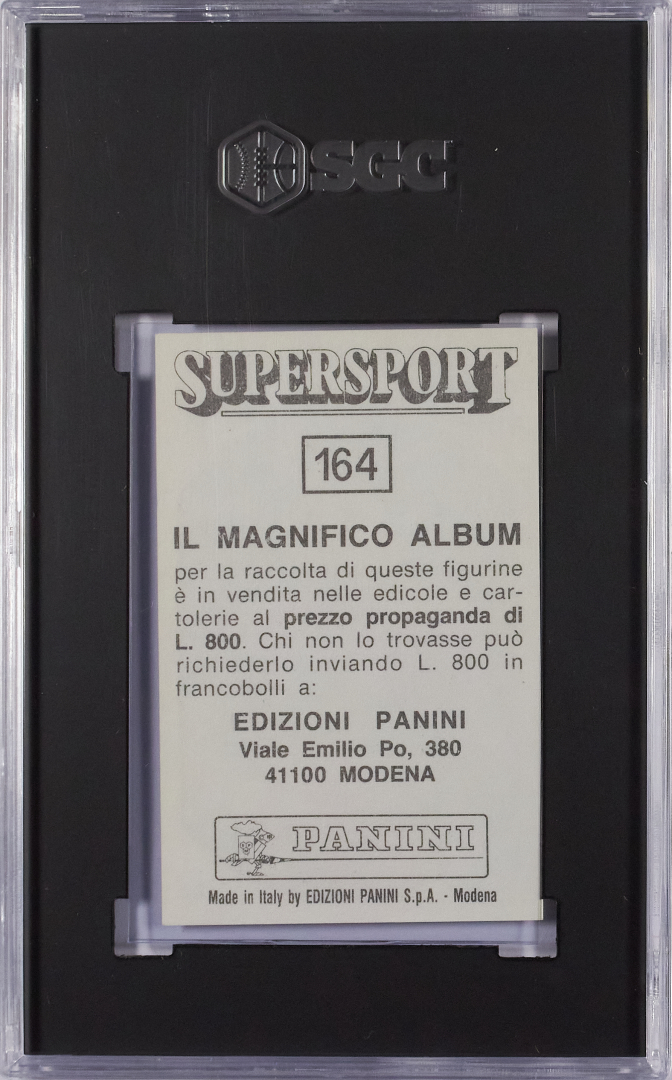 SGC
SUPERSPORT
164
IL MAGNIFICO ALBUM
per la raccolta di queste figurine
è in vendita nelle edicole e car-
tolerie al prezzo propaganda di
L. 800. Chi non lo trovasse può
richiederlo inviando L. 800 in
francobolli a:
EDIZIONI PANINI
Viale Emilio Po, 380
41100 MODENA
PANINI
Made in Italy by EDIZIONI PANINI S.p.A. - Modena